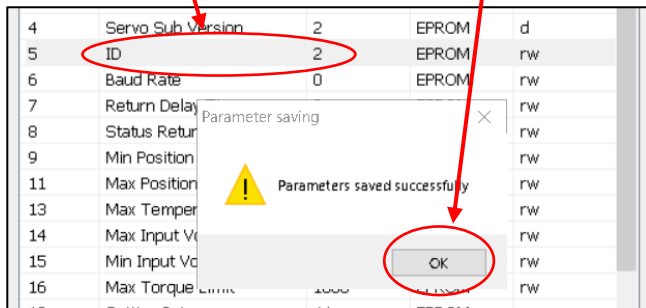 4 Servo Sub Version 2 EPROM d
5 ID 2 EPROM rw
6 Baud Rate 0 EPROM rw
7 Return Delay rw
Parameter saving
8 Status Retur rw
9 Min Position rw
11 Max Position rw
Parameters saved successfully
13 Max Temper rw
14 Max Input Vo rw
15 Min Input Vo rw
OK
16 Max Torque Limit 1000 EPROM rw